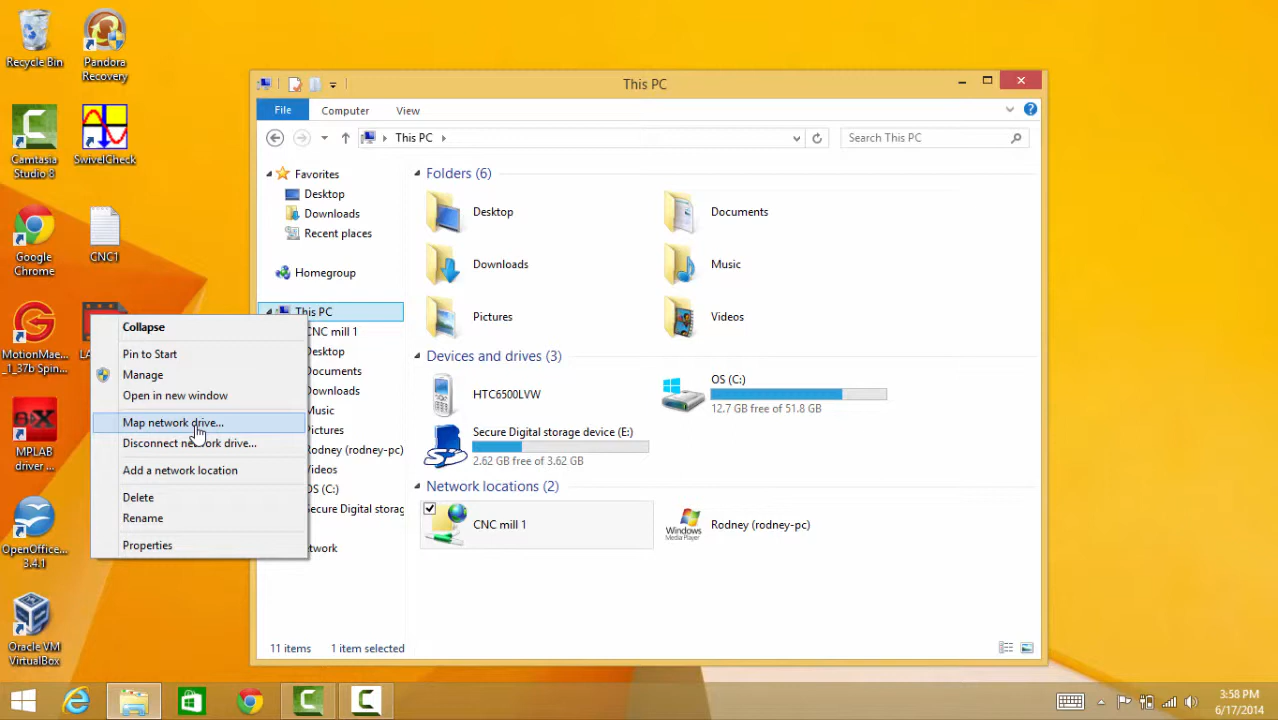 Recycle Bin
Pandora
Recovery
Camtasia
Studio 8
SwivelCheck
Google
Chrome
CNC1
MotionMae...
_1_37b Spin...
LA
MPLAB
driver ...
OpenOffice...
3.4.1
Oracle VM
VirtualBox
This PC
File
Computer
View
This PC
Search This PC
Favorites
Desktop
Downloads
Recent places
Homegroup
This PC
CNC mill 1
Desktop
Documents
Downloads
Music
Pictures
Rodney (rodney-pc)
Videos
OS (C:)
Secure Digital storag
Network
Collapse
Pin to Start
Manage
Open in new window
Map network drive...
Disconnect network drive...
Add a network location
Delete
Rename
Properties
Folders (6)
Desktop
Documents
Downloads
Music
Pictures
Videos
Devices and drives (3)
HTC6500LVW
OS (C:)
12.7 GB free of 51.8 GB
Secure Digital storage device (E:)
2.62 GB free of 3.62 GB
Network locations (2)
CNC mill 1
Windows
Media Player
Rodney (rodney-pc)
11 items
1 item selected
3:58 PM
6/17/2014